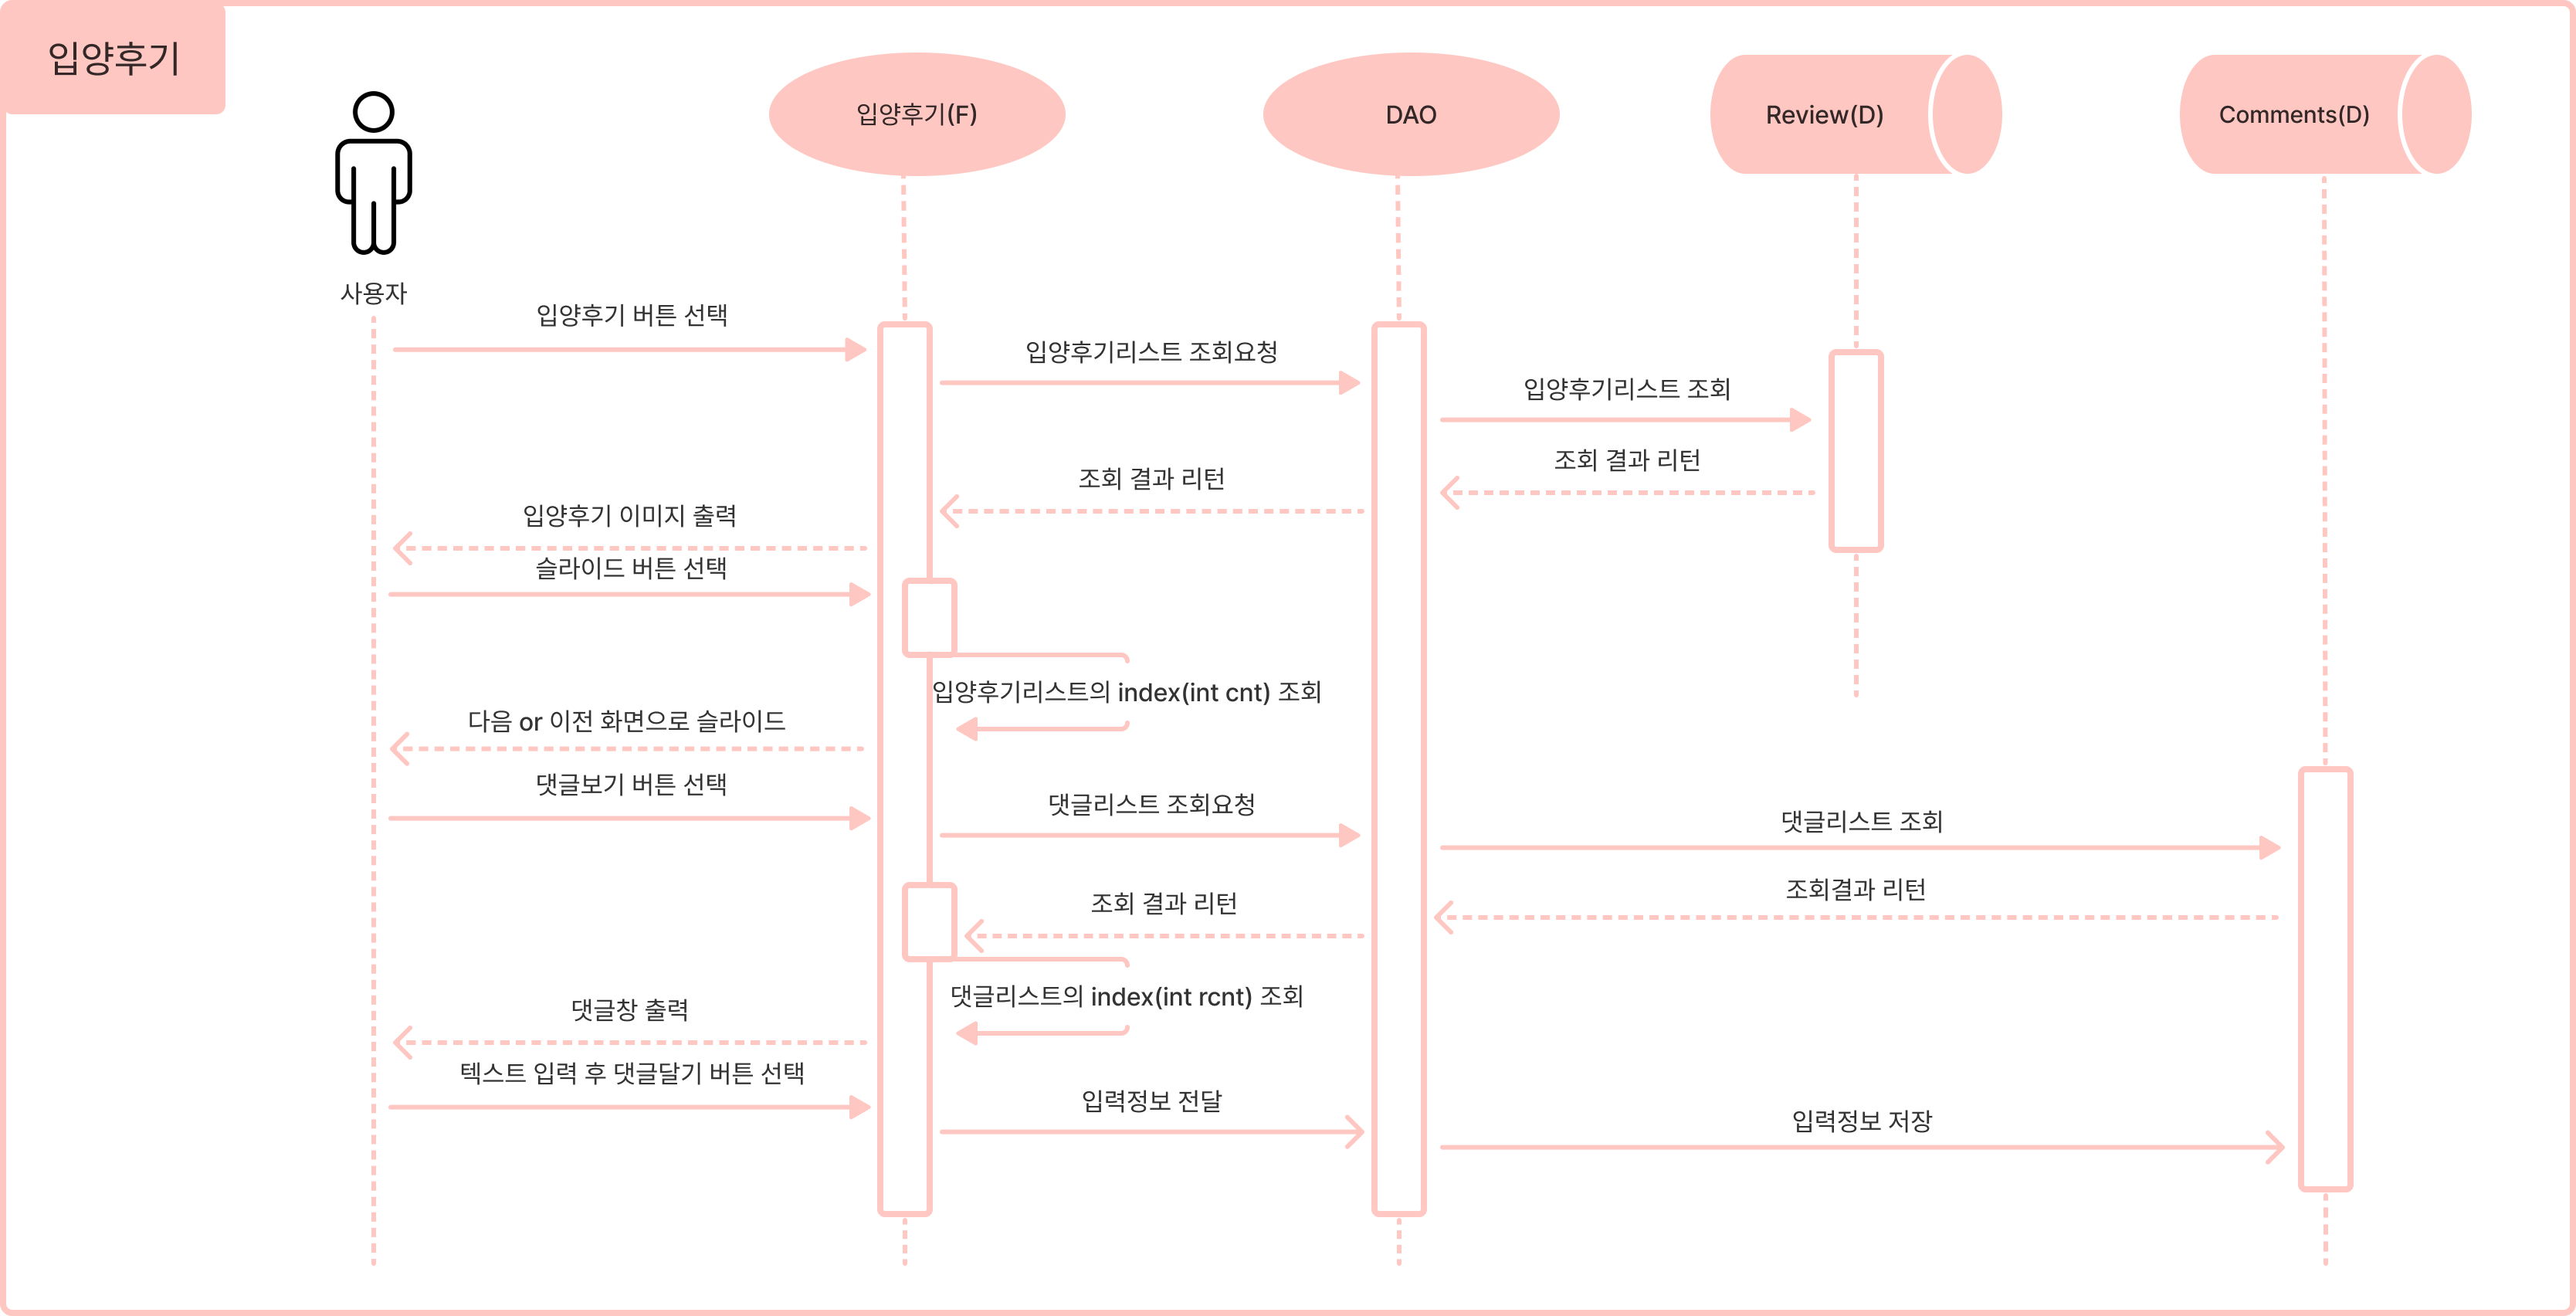 입양후기
입양후기(F)
DAO
Review(D)
Comments(D)
사용자
입양후기 버튼 선택
입양후기리스트 조회요청
입양후기리스트 조회
조회 결과 리턴
조회 결과 리턴
입양후기 이미지 출력
슬라이드 버튼 선택
입양후기리스트의 index(int cnt) 조회
다음 or 이전 화면으로 슬라이드
댓글보기 버튼 선택
댓글리스트 조회요청
댓글리스트 조회
조회결과 리턴
조회 결과 리턴
댓글리스트의 index(int rcnt) 조회
댓글창 출력
텍스트 입력 후 댓글달기 버튼 선택
입력정보 전달
입력정보 저장